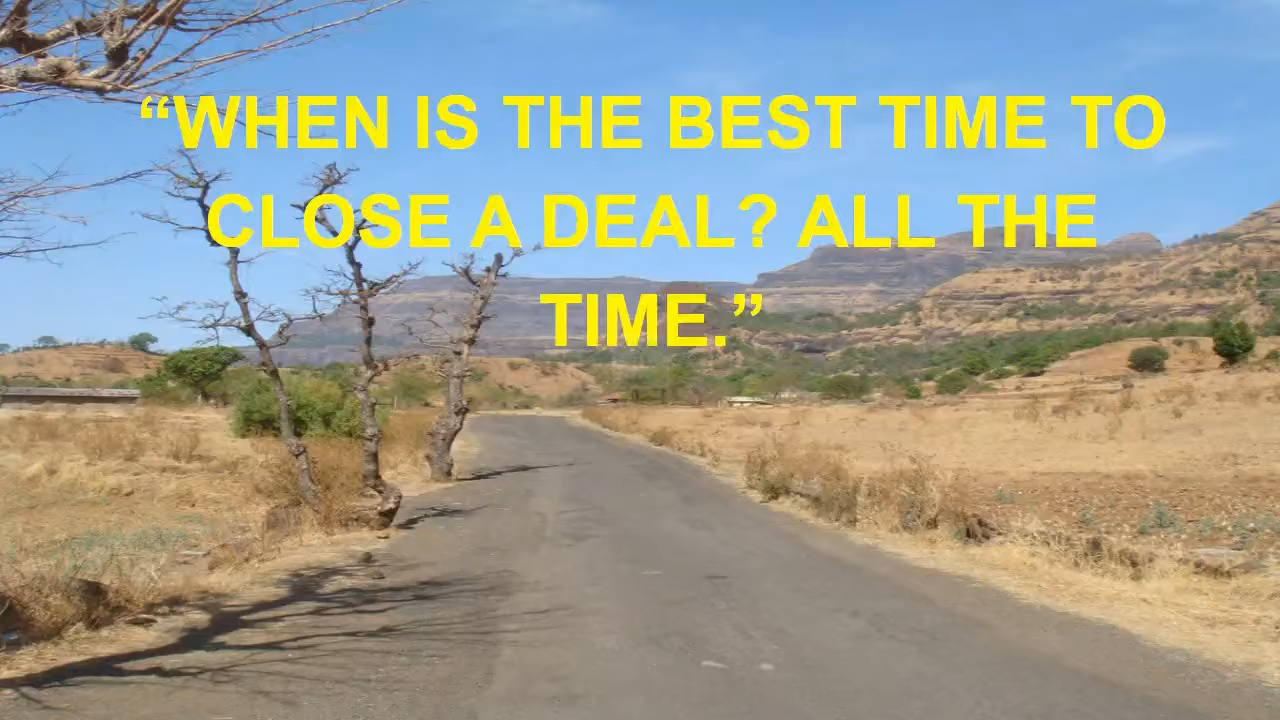 “WHEN IS THE BEST TIME TO
CLOSE A DEAL? ALL THE
TIME.”